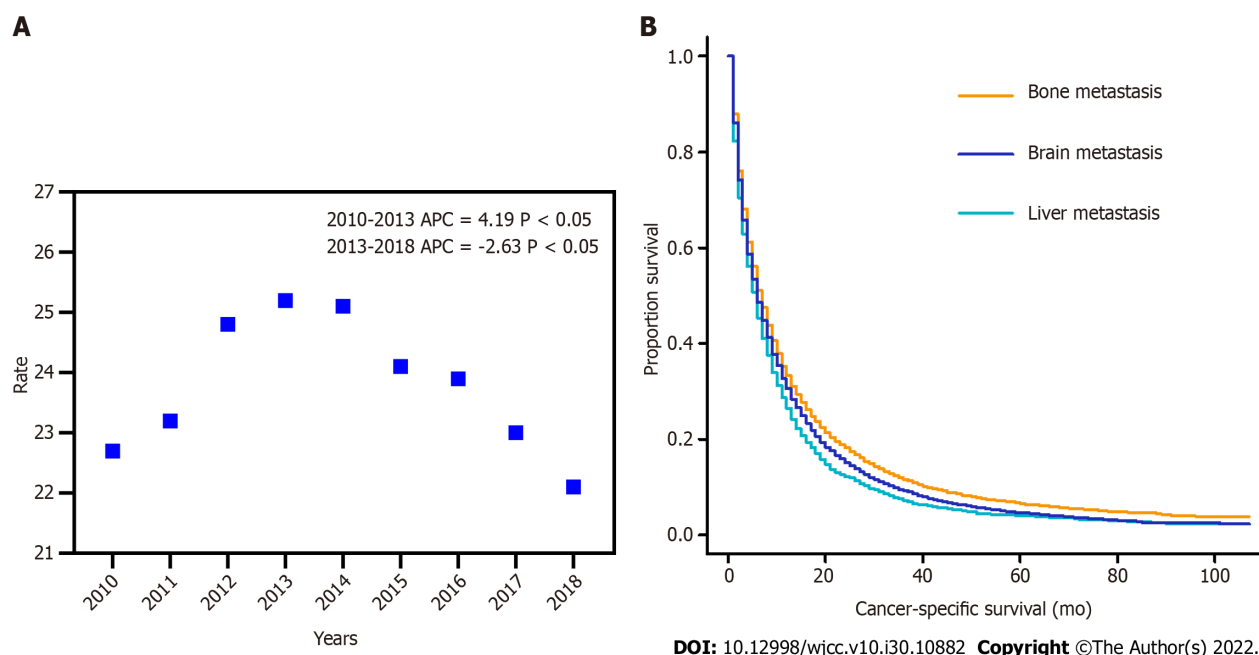 A
27
26
25
24
23
22
21
Rate
2010-2013 APC = 4.19 P < 0.05
2013-2018 APC = -2.63 P < 0.05
2010
2011
2012
2013
2014
2015
2016
2017
2018
Years
B
1.0
0.8
0.6
0.4
0.2
0.0
Proportion survival
Bone metastasis
Brain metastasis
Liver metastasis
0
20
40
60
80
100
Cancer-specific survival (mo)
DOI: 10.12998/wjcc.v10.i30.10882 Copyright ©The Author(s) 2022.